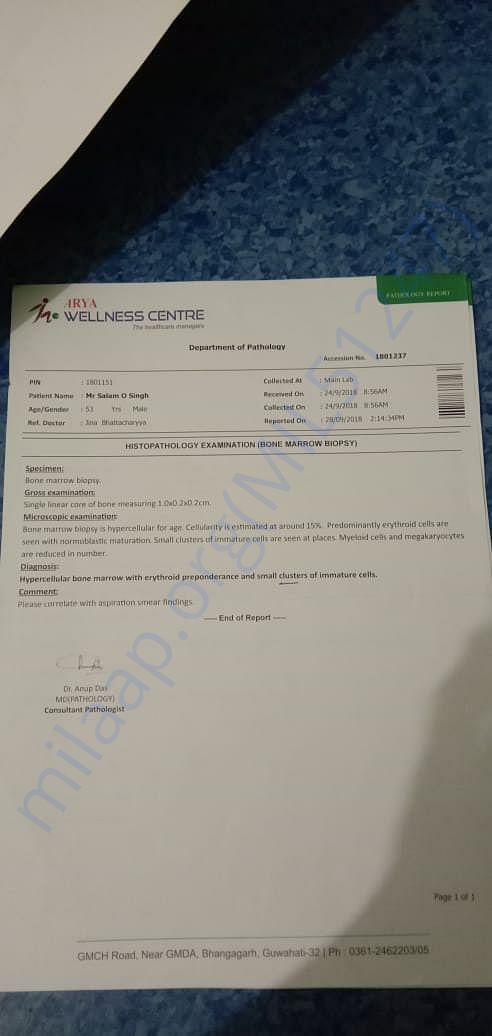 PATHOLOGY REPORT
ARYA
WELLNESS CENTRE
The healthcare managers
Department of Pathology
Accession No. 1801237
PIN : 1801151
Collected At : Main Lab
Patient Name : Mr Salam O Singh
Received On : 24/9/2018 8:56AM
Age/Gender : 53 Yrs Male
Collected On : 24/9/2018 8:56AM
Ref. Doctor : Jina Bhattacharyya
Reported On : 28/09/2018 2:14:34PM
HISTOPATHOLOGY EXAMINATION (BONE MARROW BIOPSY)
Specimen:
Bone marrow biopsy.
Gross examination:
Single linear core of bone measuring 1.0x0.2x0.2cm.
Microscopic examination:
Bone marrow biopsy is hypercellular for age. Cellularity is estimated at around 15%. Predominantly erythroid cells are
seen with normoblastic maturation. Small clusters of immature cells are seen at places. Myeloid cells and megakaryocytes
are reduced in number.
Diagnosis:
Hypercellular bone marrow with erythroid preponderance and small clusters of immature cells.
Comment:
Please correlate with aspiration smear findings.
---- End of Report ----
Dr. Anup Das
MD(PATHOLOGY)
Consultant Pathologist
Page 1 of 1
GMCH Road, Near GMDA, Bhangagarh, Guwahati-32 | Ph : 0361-2462203/05